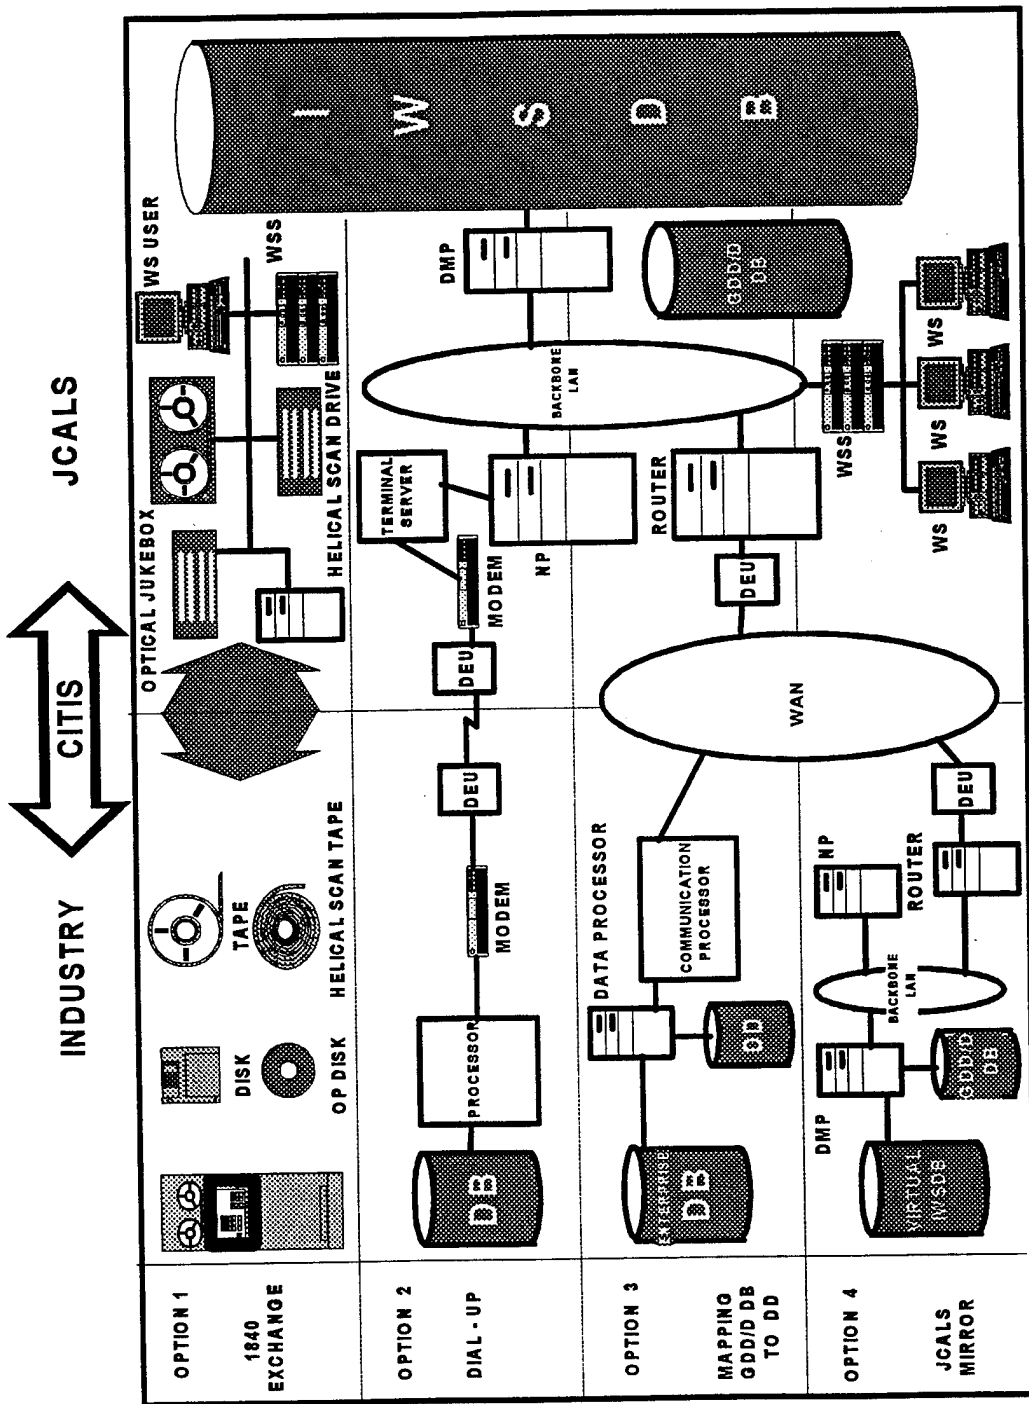 INDUSTRY
CITIS
JCALS
OPTION 1
1840
EXCHANGE
DISK
OP DISK
TAPE
HELICAL SCAN TAPE
OPTICAL JUKEBOX
HELICAL SCAN DRIVE
WS USER
WSS
OPTION 2
DIAL - UP
DB
PROCESSOR
MODEM
DEU
DEU
MODEM
TERMINAL
SERVER
NP
BACKBONE
LAN
DMP
I
W
S
D
B
OPTION 3
MAPPING
GDD/D DB
TO DD
ENTERPRISE
DB
DATA PROCESSOR
DD
COMMUNICATION
PROCESSOR
WAN
DEU
ROUTER
GDD/D
DB
OPTION 4
JCALS
MIRROR
VIRTUAL
IWSDB
DMP
GDD/D
DB
BACKBONE
LAN
NP
ROUTER
DEU
WSS
WS
WS
WS